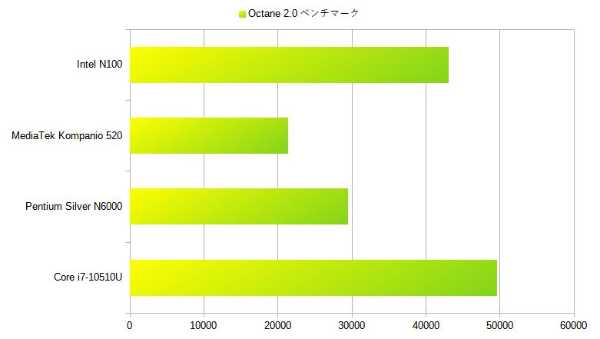 Octane 2.0 ベンチマーク
Intel N100
MediaTek Kompanio 520
Pentium Silver N6000
Core i7-10510U
0 10000 20000 30000 40000 50000 60000